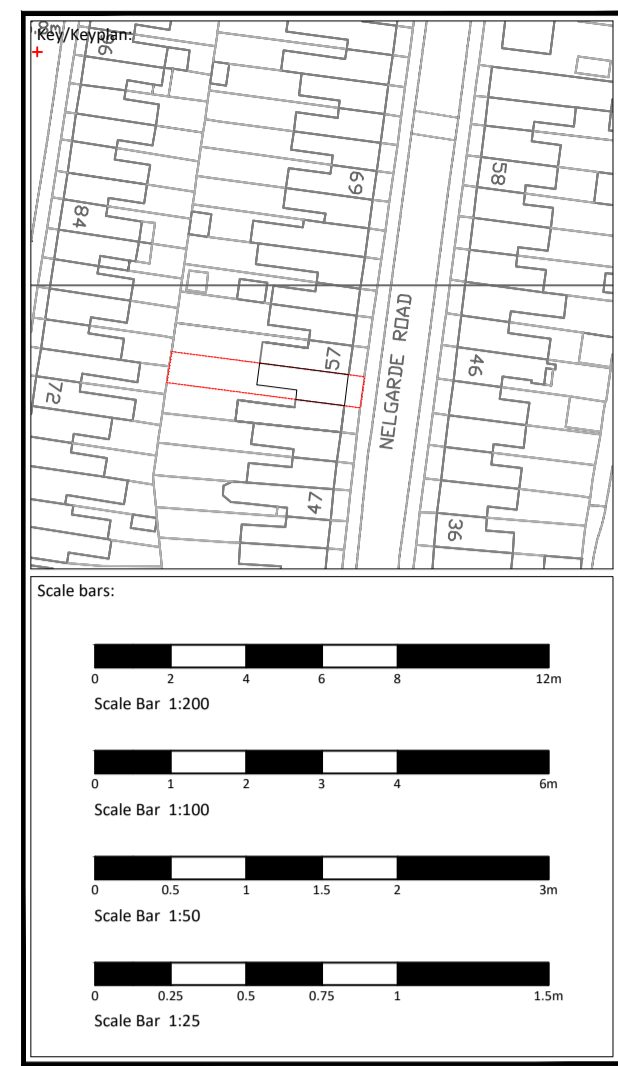 Key/Keyplan:
96
84
72
69
57
47
58
46
36
NELGARDE ROAD
Scale bars:
0 2 4 6 8 12m
Scale Bar 1:200
0 1 2 3 4 6m
Scale Bar 1:100
0 0.5 1 1.5 2 3m
Scale Bar 1:50
0 0.25 0.5 0.75 1 1.5m
Scale Bar 1:25